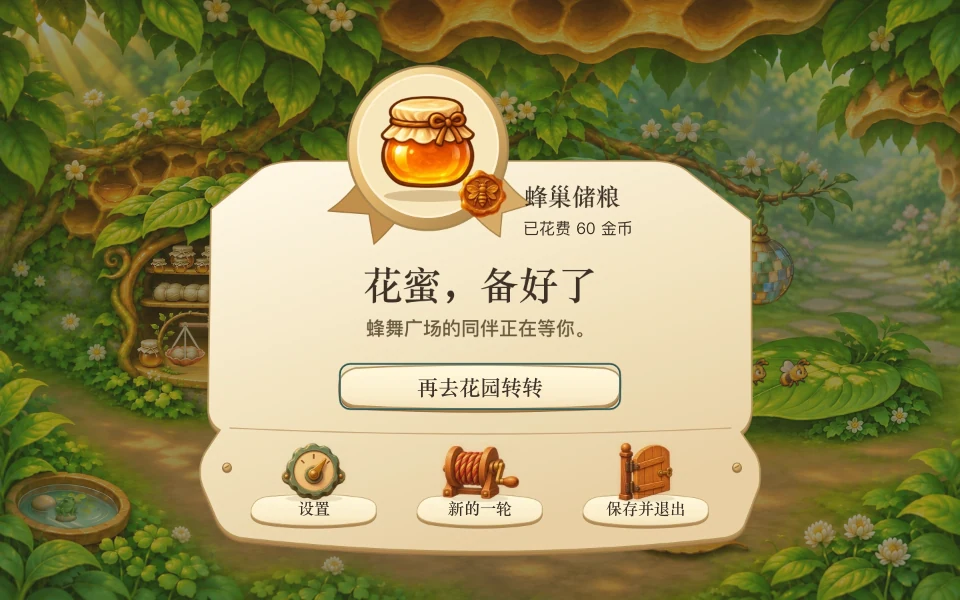 蜂巢储粮
已花费 60 金币
花蜜，备好了
蜂舞广场的同伴正在等你。
再去花园转转
设置
新的一轮
保存并退出